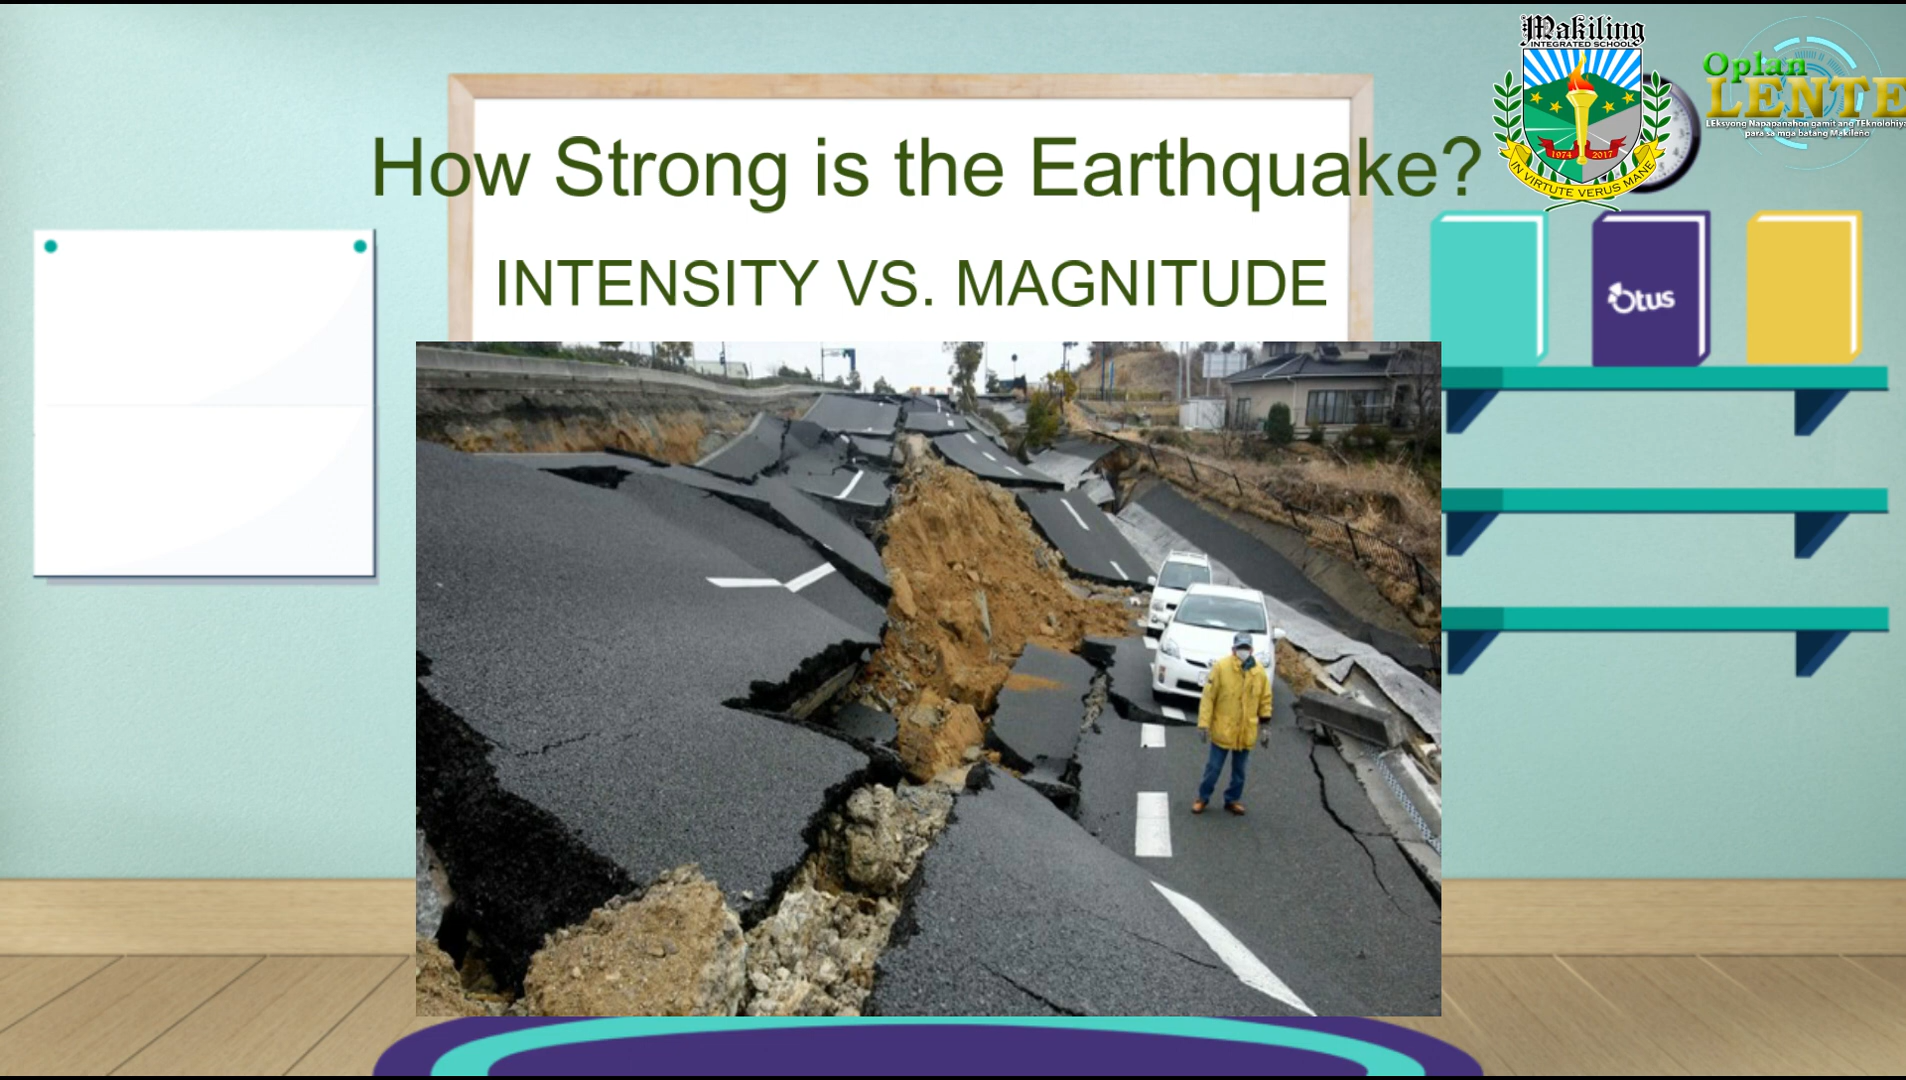 Makiling
INTEGRATED SCHOOL
1974 2017
IN VIRTUTE VERUS MANE
Oplan
LENTE
LEksyong Napapanahon gamit ang TEknolohiya
para sa mga batang Makileño
How Strong is the Earthquake?
INTENSITY VS. MAGNITUDE
Otus